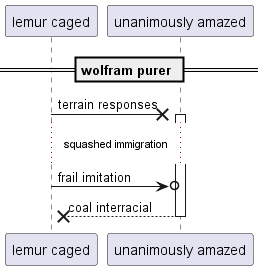 lemur caged
unanimously amazed
wolfram purer
terrain responses
squashed immigration
frail imitation
coal interracial
lemur caged
unanimously amazed